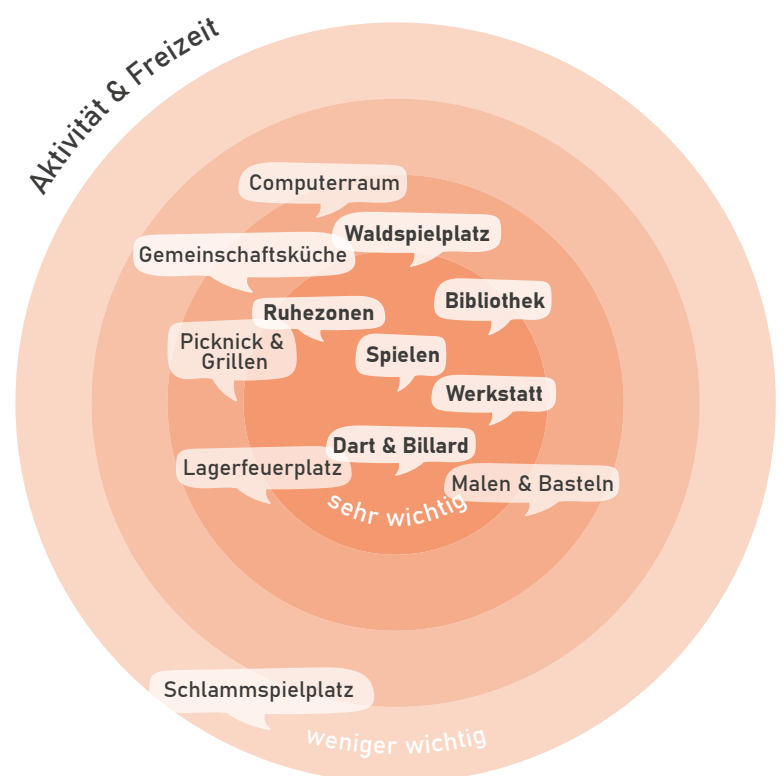 Aktivität & Freizeit
Computerraum
Waldspielplatz
Gemeinschaftsküche
Bibliothek
Ruhezonen
Picknick &
Grillen
Spielen
Werkstatt
Dart & Billard
Lagerfeuerplatz
Malen & Basteln
sehr wichtig
Schlammspielplatz
weniger wichtig